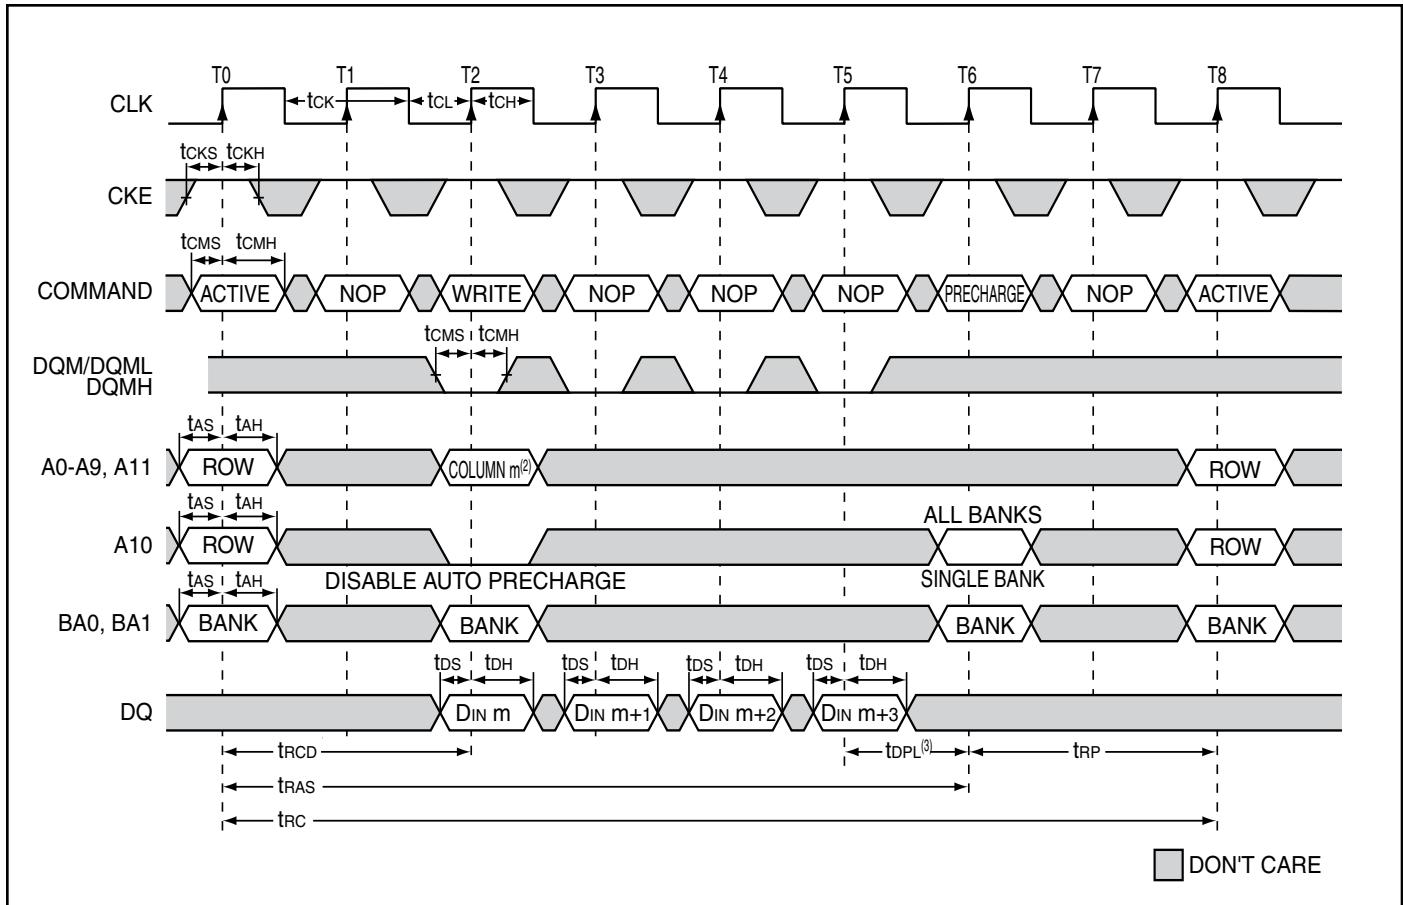 T0 T1 T2 T3 T4 T5 T6 T7 T8
CLK tCK tCL tCH
tCKS tCKH
CKE
tCMS tCMH
COMMAND ACTIVE NOP WRITE NOP NOP NOP PRECHARGE NOP ACTIVE
tCMS tCMH
DQM/DQML
DQMH
tAS tAH
A0-A9, A11 ROW COLUMN m(2) ROW
tAS tAH ALL BANKS
A10 ROW ROW
tAS tAH DISABLE AUTO PRECHARGE SINGLE BANK
BA0, BA1 BANK BANK BANK BANK
tDS tDH tDS tDH tDS tDH tDS tDH
DQ DIN m DIN m+1 DIN m+2 DIN m+3
tRCD tDPL(3) tRP
tRAS
tRC
DON'T CARE